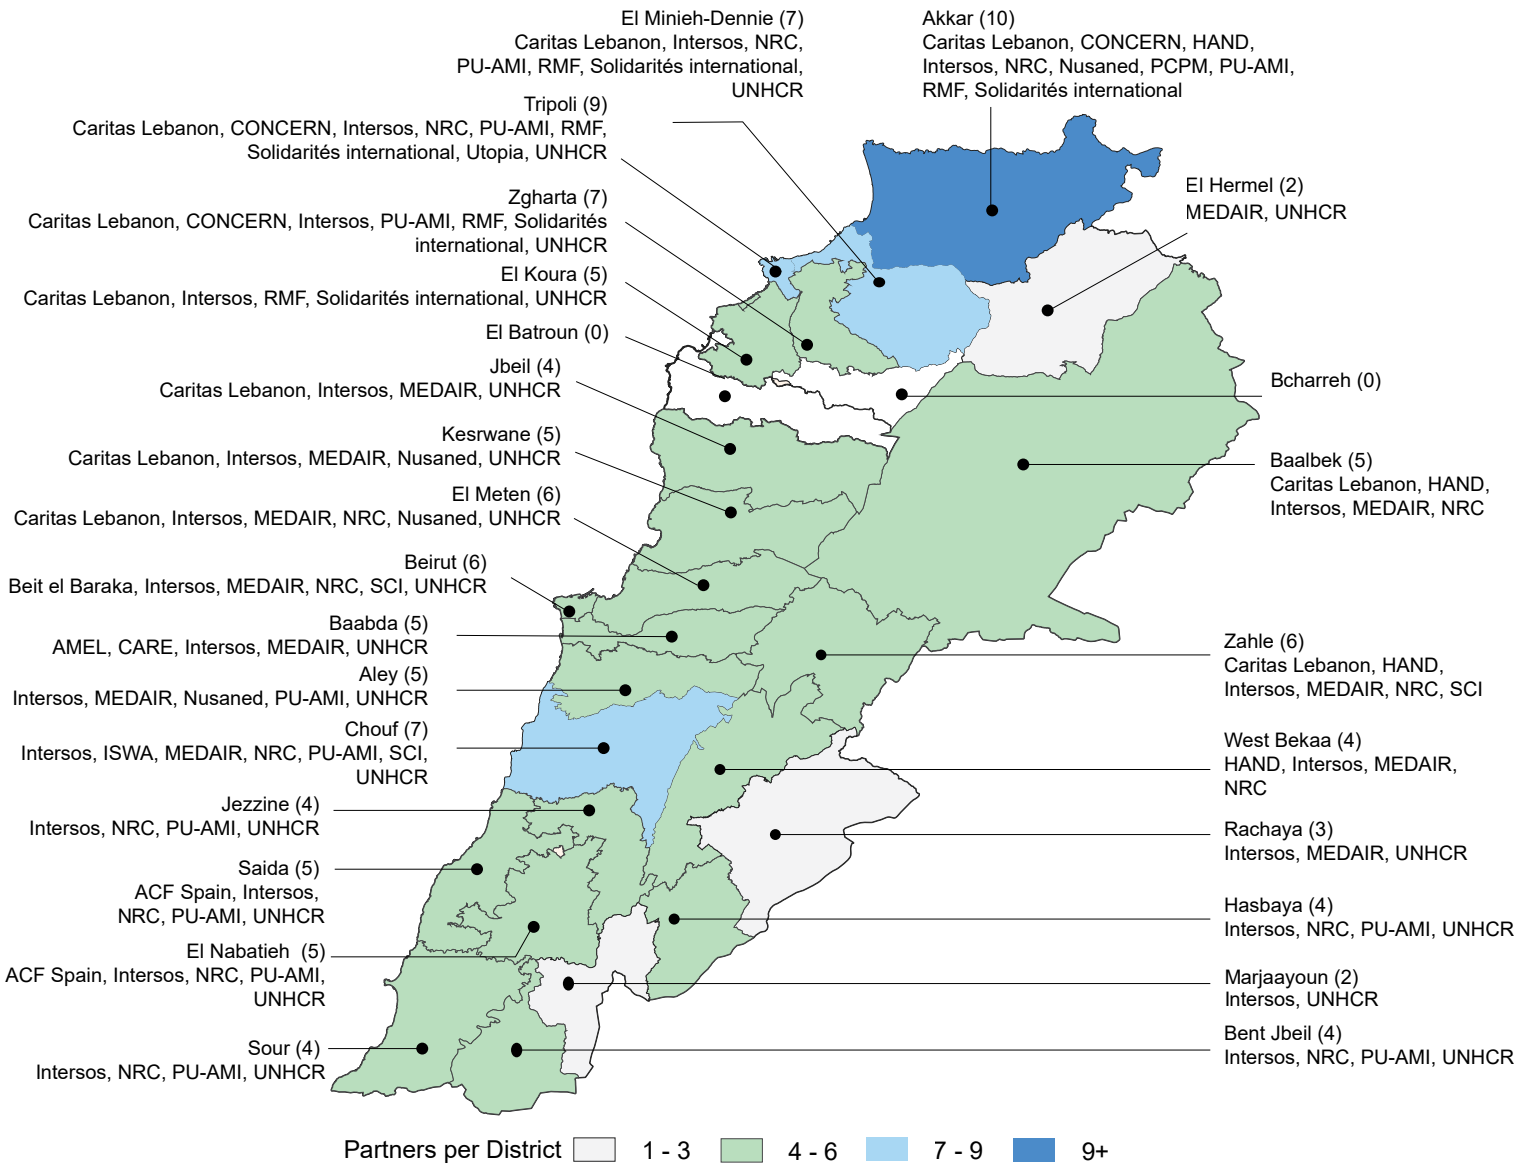 El Minieh-Dennie (7)
Caritas Lebanon, Intersos, NRC,
PU-AMI, RMF, Solidarités international,
UNHCR
Akkar (10)
Caritas Lebanon, CONCERN, HAND,
Intersos, NRC, Nusaned, PCPM, PU-AMI,
RMF, Solidarités international
Tripoli (9)
Caritas Lebanon, CONCERN, Intersos, NRC, PU-AMI, RMF,
Solidarités international, Utopia, UNHCR
El Hermel (2)
MEDAIR, UNHCR
Zgharta (7)
Caritas Lebanon, CONCERN, Intersos, PU-AMI, RMF, Solidarités
international, UNHCR
El Koura (5)
Caritas Lebanon, Intersos, RMF, Solidarités international, UNHCR
El Batroun (0)
Jbeil (4)
Caritas Lebanon, Intersos, MEDAIR, UNHCR
Bcharreh (0)
Kesrwane (5)
Caritas Lebanon, Intersos, MEDAIR, Nusaned, UNHCR
Baalbek (5)
Caritas Lebanon, HAND,
Intersos, MEDAIR, NRC
El Meten (6)
Caritas Lebanon, Intersos, MEDAIR, NRC, Nusaned, UNHCR
Beirut (6)
Beit el Baraka, Intersos, MEDAIR, NRC, SCI, UNHCR
Baabda (5)
AMEL, CARE, Intersos, MEDAIR, UNHCR
Zahle (6)
Caritas Lebanon, HAND,
Intersos, MEDAIR, NRC, SCI
Aley (5)
Intersos, MEDAIR, Nusaned, PU-AMI, UNHCR
Chouf (7)
Intersos, ISWA, MEDAIR, NRC, PU-AMI, SCI,
UNHCR
West Bekaa (4)
HAND, Intersos, MEDAIR,
NRC
Jezzine (4)
Intersos, NRC, PU-AMI, UNHCR
Rachaya (3)
Intersos, MEDAIR, UNHCR
Saida (5)
ACF Spain, Intersos,
NRC, PU-AMI, UNHCR
Hasbaya (4)
Intersos, NRC, PU-AMI, UNHCR
El Nabatieh (5)
ACF Spain, Intersos, NRC, PU-AMI,
UNHCR
Marjaayoun (2)
Intersos, UNHCR
Sour (4)
Intersos, NRC, PU-AMI, UNHCR
Bent Jbeil (4)
Intersos, NRC, PU-AMI, UNHCR
Partners per District 1 - 3 4 - 6 7 - 9 9+